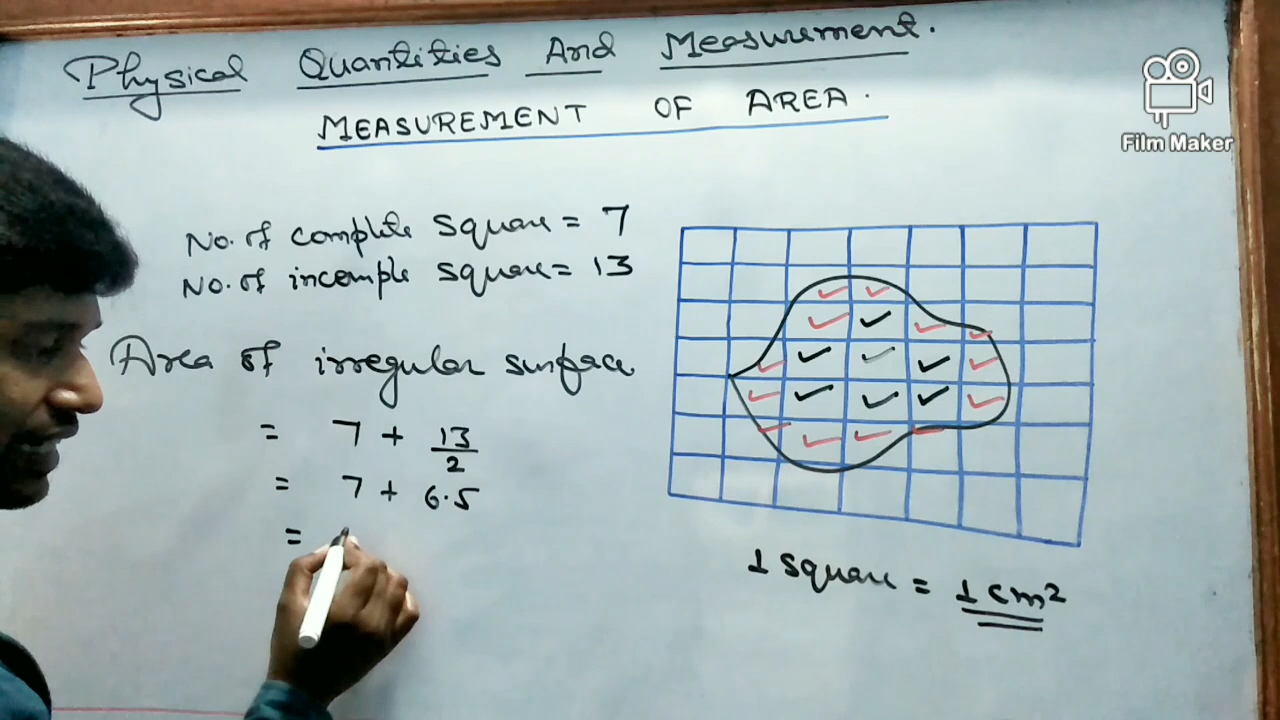 Physical Quantities And Measurement.
MEASUREMENT OF AREA.
Film Maker
No. of complete square = 7
No. of incomple square = 13
Area of irregular surface
= 7 + 13/2
= 7 + 6.5
=
1 square = 1 cm²